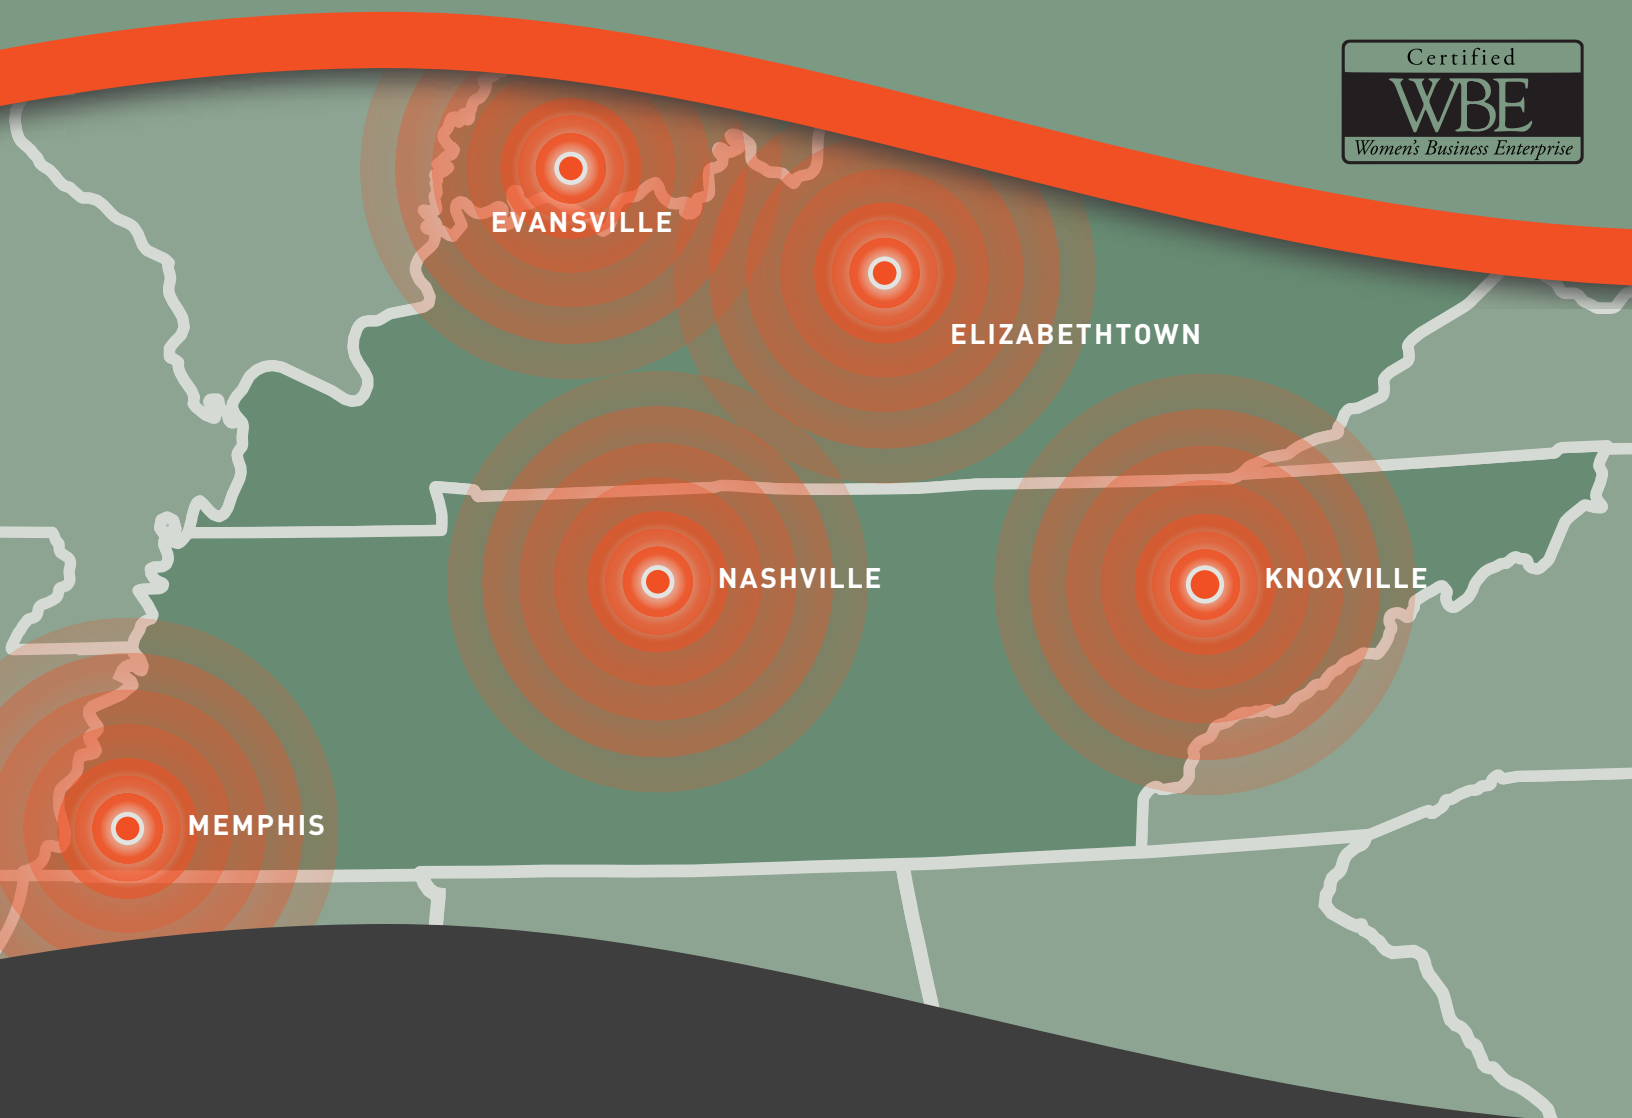 Certified
WBE
Women's Business Enterprise
EVANSVILLE
ELIZABETHTOWN
NASHVILLE
KNOXVILLE
MEMPHIS